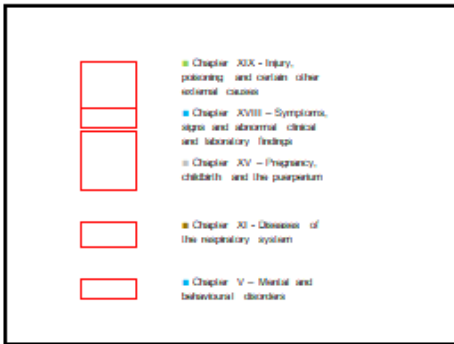 Chapter XIX - Injury,
poisoning and certain other
external causes
Chapter XVIII – Symptoms,
signs and abnormal clinical
and laboratory findings
Chapter XV – Pregnancy,
childbirth and the puerperium
Chapter XI - Diseases of
the respiratory system
Chapter V – Mental and
behavioural disorders